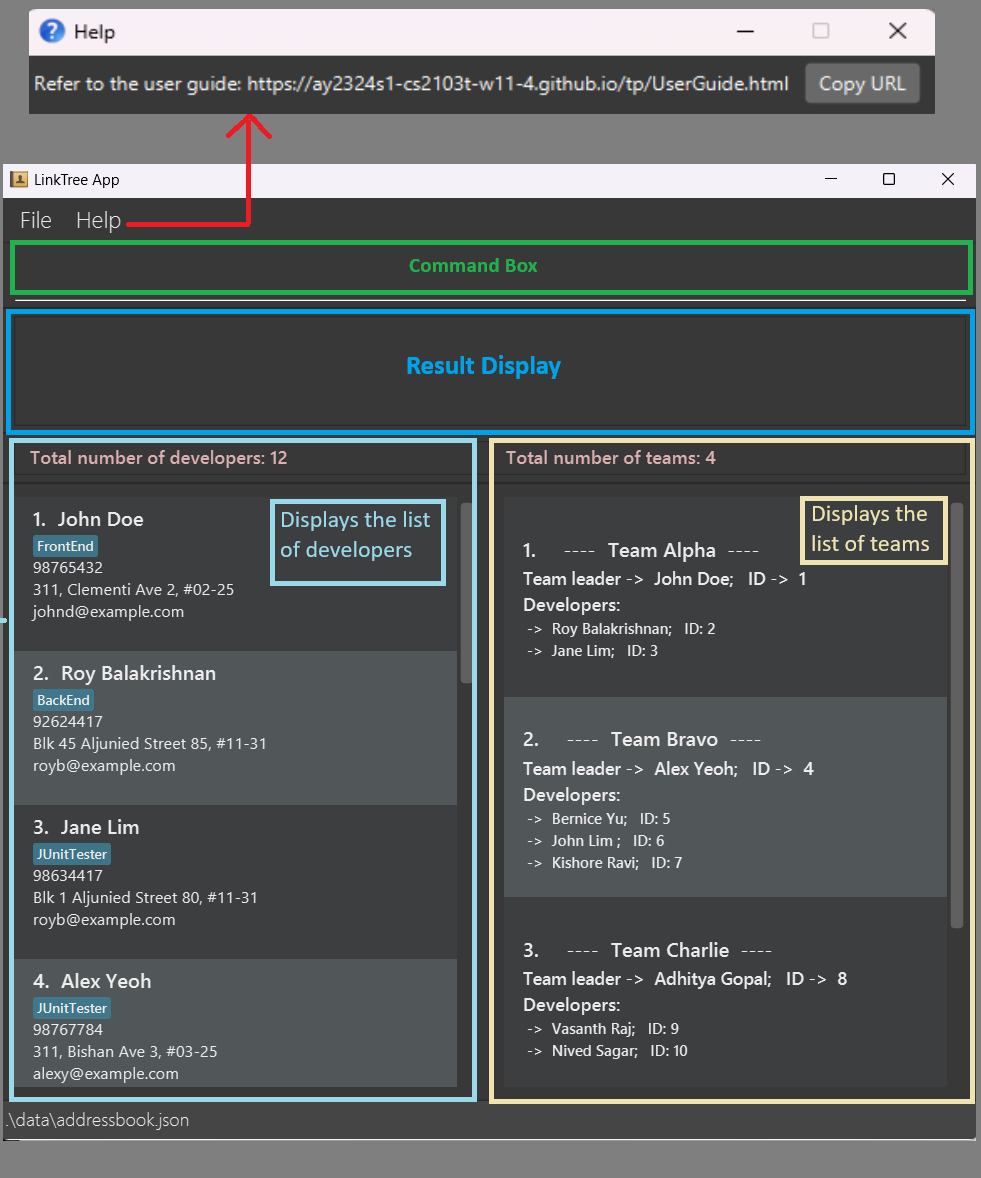 Help
Refer to the user guide: https://ay2324s1-cs2103t-w11-4.github.io/tp/UserGuide.html
Copy URL
LinkTree App
File
Help
Command Box
Result Display
Total number of developers: 12
Displays the list
of developers
1. John Doe
FrontEnd
98765432
311, Clementi Ave 2, #02-25
johnd@example.com
2. Roy Balakrishnan
BackEnd
92624417
Blk 45 Aljunied Street 85, #11-31
royb@example.com
3. Jane Lim
JUnitTester
98634417
Blk 1 Aljunied Street 80, #11-31
royb@example.com
4. Alex Yeoh
JUnitTester
98767784
311, Bishan Ave 3, #03-25
alexy@example.com
Total number of teams: 4
Displays the
list of teams
1. ---- Team Alpha ----
Team leader -> John Doe; ID -> 1
Developers:
-> Roy Balakrishnan; ID: 2
-> Jane Lim; ID: 3
2. ---- Team Bravo ----
Team leader -> Alex Yeoh; ID -> 4
Developers:
-> Bernice Yu; ID: 5
-> John Lim ; ID: 6
-> Kishore Ravi; ID: 7
3. ---- Team Charlie ----
Team leader -> Adhitya Gopal; ID -> 8
Developers:
-> Vasanth Raj; ID: 9
-> Nived Sagar; ID: 10
.\data\addressbook.json